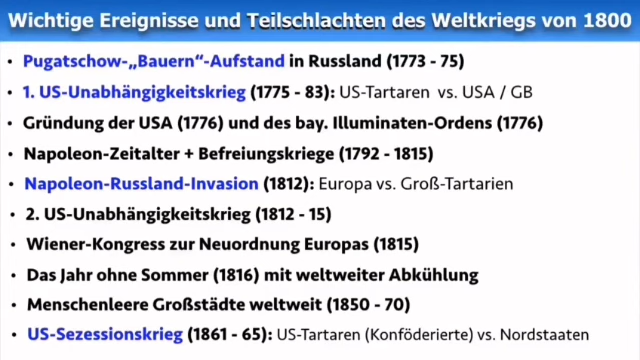 Wichtige Ereignisse und Teilschlachten des Weltkriegs von 1800
• Pugatschow-„Bauern“-Aufstand in Russland (1773 - 75)
• 1. US-Unabhängigkeitskrieg (1775 - 83): US-Tartaren vs. USA / GB
• Gründung der USA (1776) und des bay. Illuminaten-Ordens (1776)
• Napoleon-Zeitalter + Befreiungskriege (1792 - 1815)
• Napoleon-Russland-Invasion (1812): Europa vs. Groß-Tartarien
• 2. US-Unabhängigkeitskrieg (1812 - 15)
• Wiener-Kongress zur Neuordnung Europas (1815)
• Das Jahr ohne Sommer (1816) mit weltweiter Abkühlung
• Menschenleere Großstädte weltweit (1850 - 70)
• US-Sezessionskrieg (1861 - 65): US-Tartaren (Konföderierte) vs. Nordstaaten